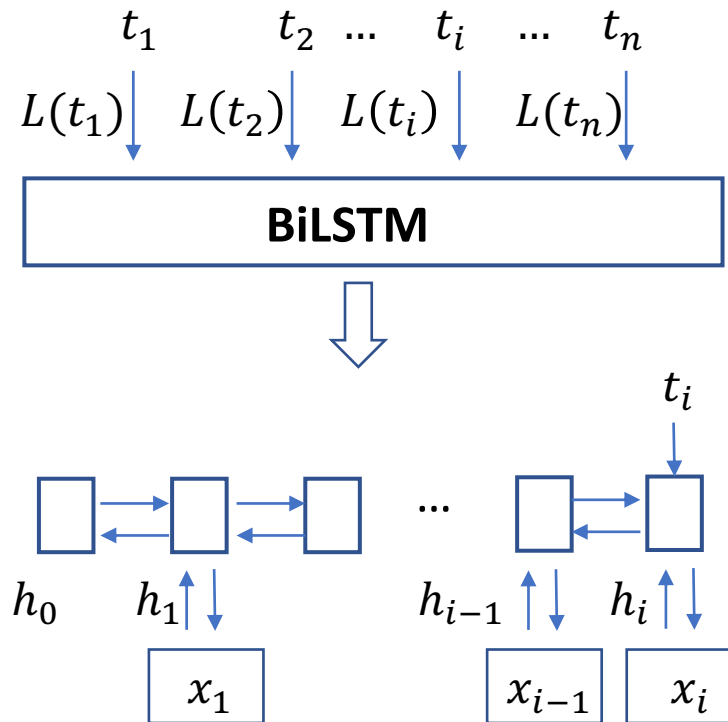 t₁ t₂ … tᵢ … tₙ
L(t₁) L(t₂) L(tᵢ) L(tₙ)
BiLSTM
tᵢ
…
h₀ h₁ hᵢ₋₁ hᵢ
x₁ xᵢ₋₁ xᵢ